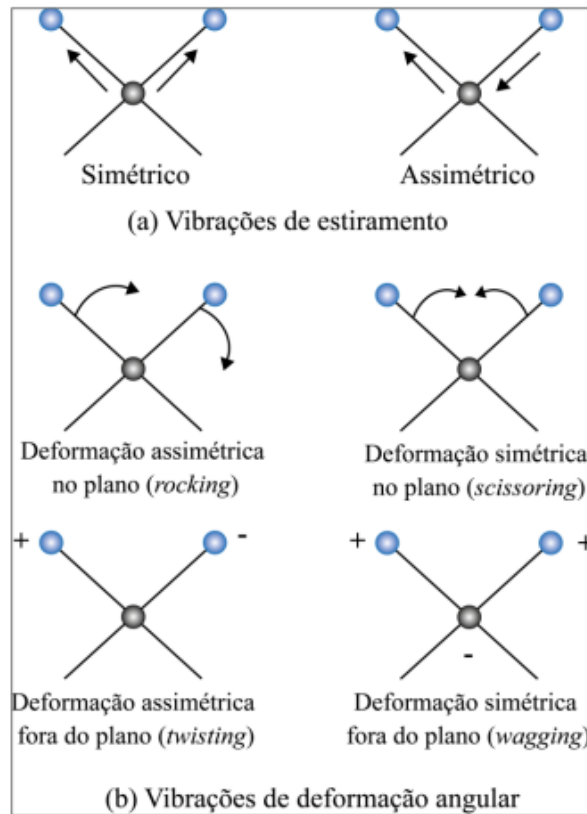 Simétrico
Assimétrico
(a) Vibrações de estiramento
Deformação assimétrica
no plano (rocking)
Deformação simétrica
no plano (scissoring)
+ -
+ +
-
Deformação assimétrica
fora do plano (twisting)
Deformação simétrica
fora do plano (wagging)
(b) Vibrações de deformação angular